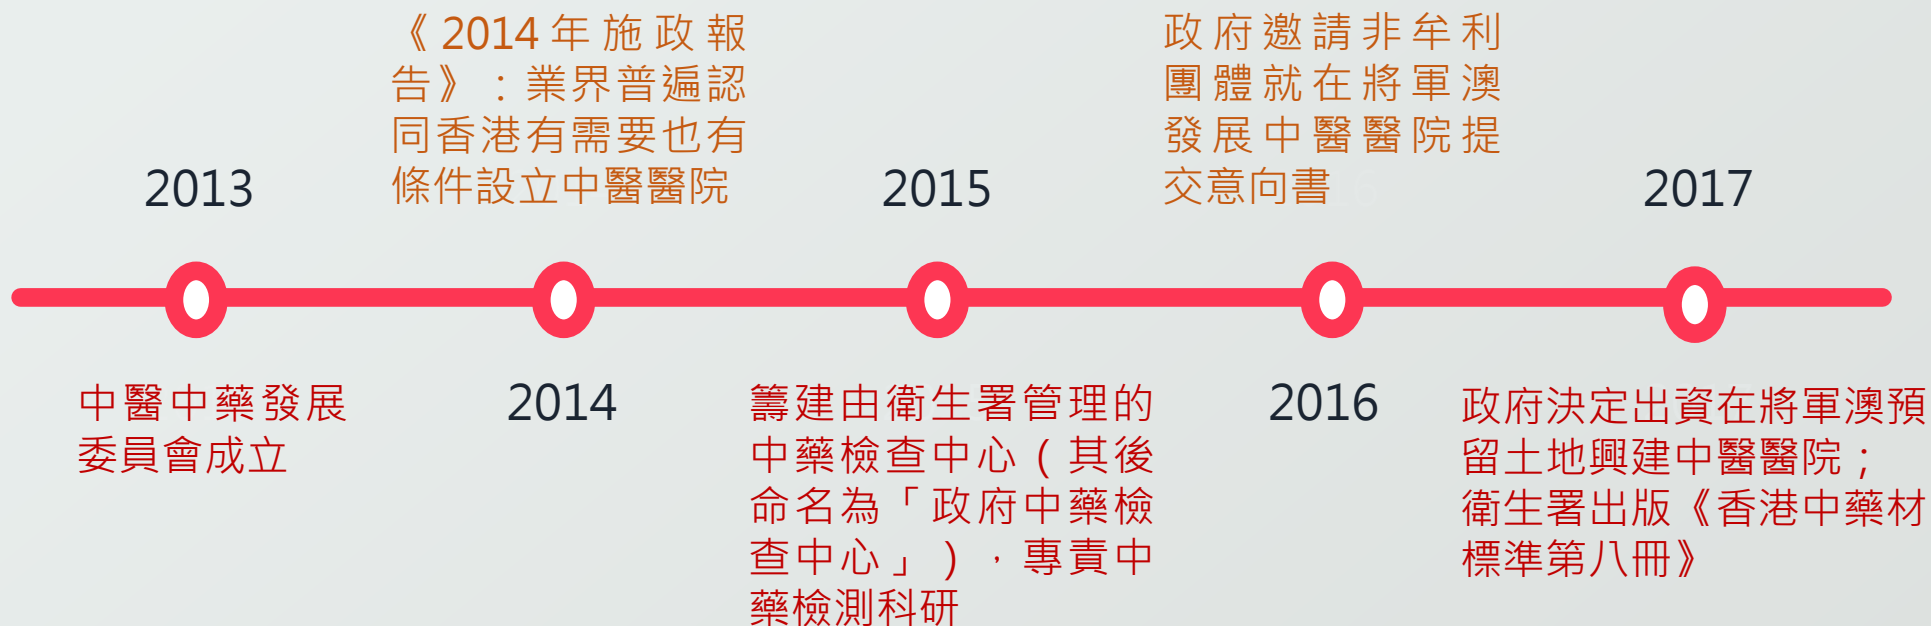 2013
中醫中藥發展
委員會成立
《2014年施政報
告》：業界普遍認
同香港有需要也有
條件設立中醫醫院
2014
2015
籌建由衛生署管理的
中藥檢查中心(其後
命名為「政府中藥檢
查中心」)，專責中
藥檢測科研
政府邀請非牟利
團體就在將軍澳
發展中醫醫院提
交意向書
2016
2017
政府決定出資在將軍澳預
留土地興建中醫醫院；
衛生署出版《香港中藥材
標準第八冊》